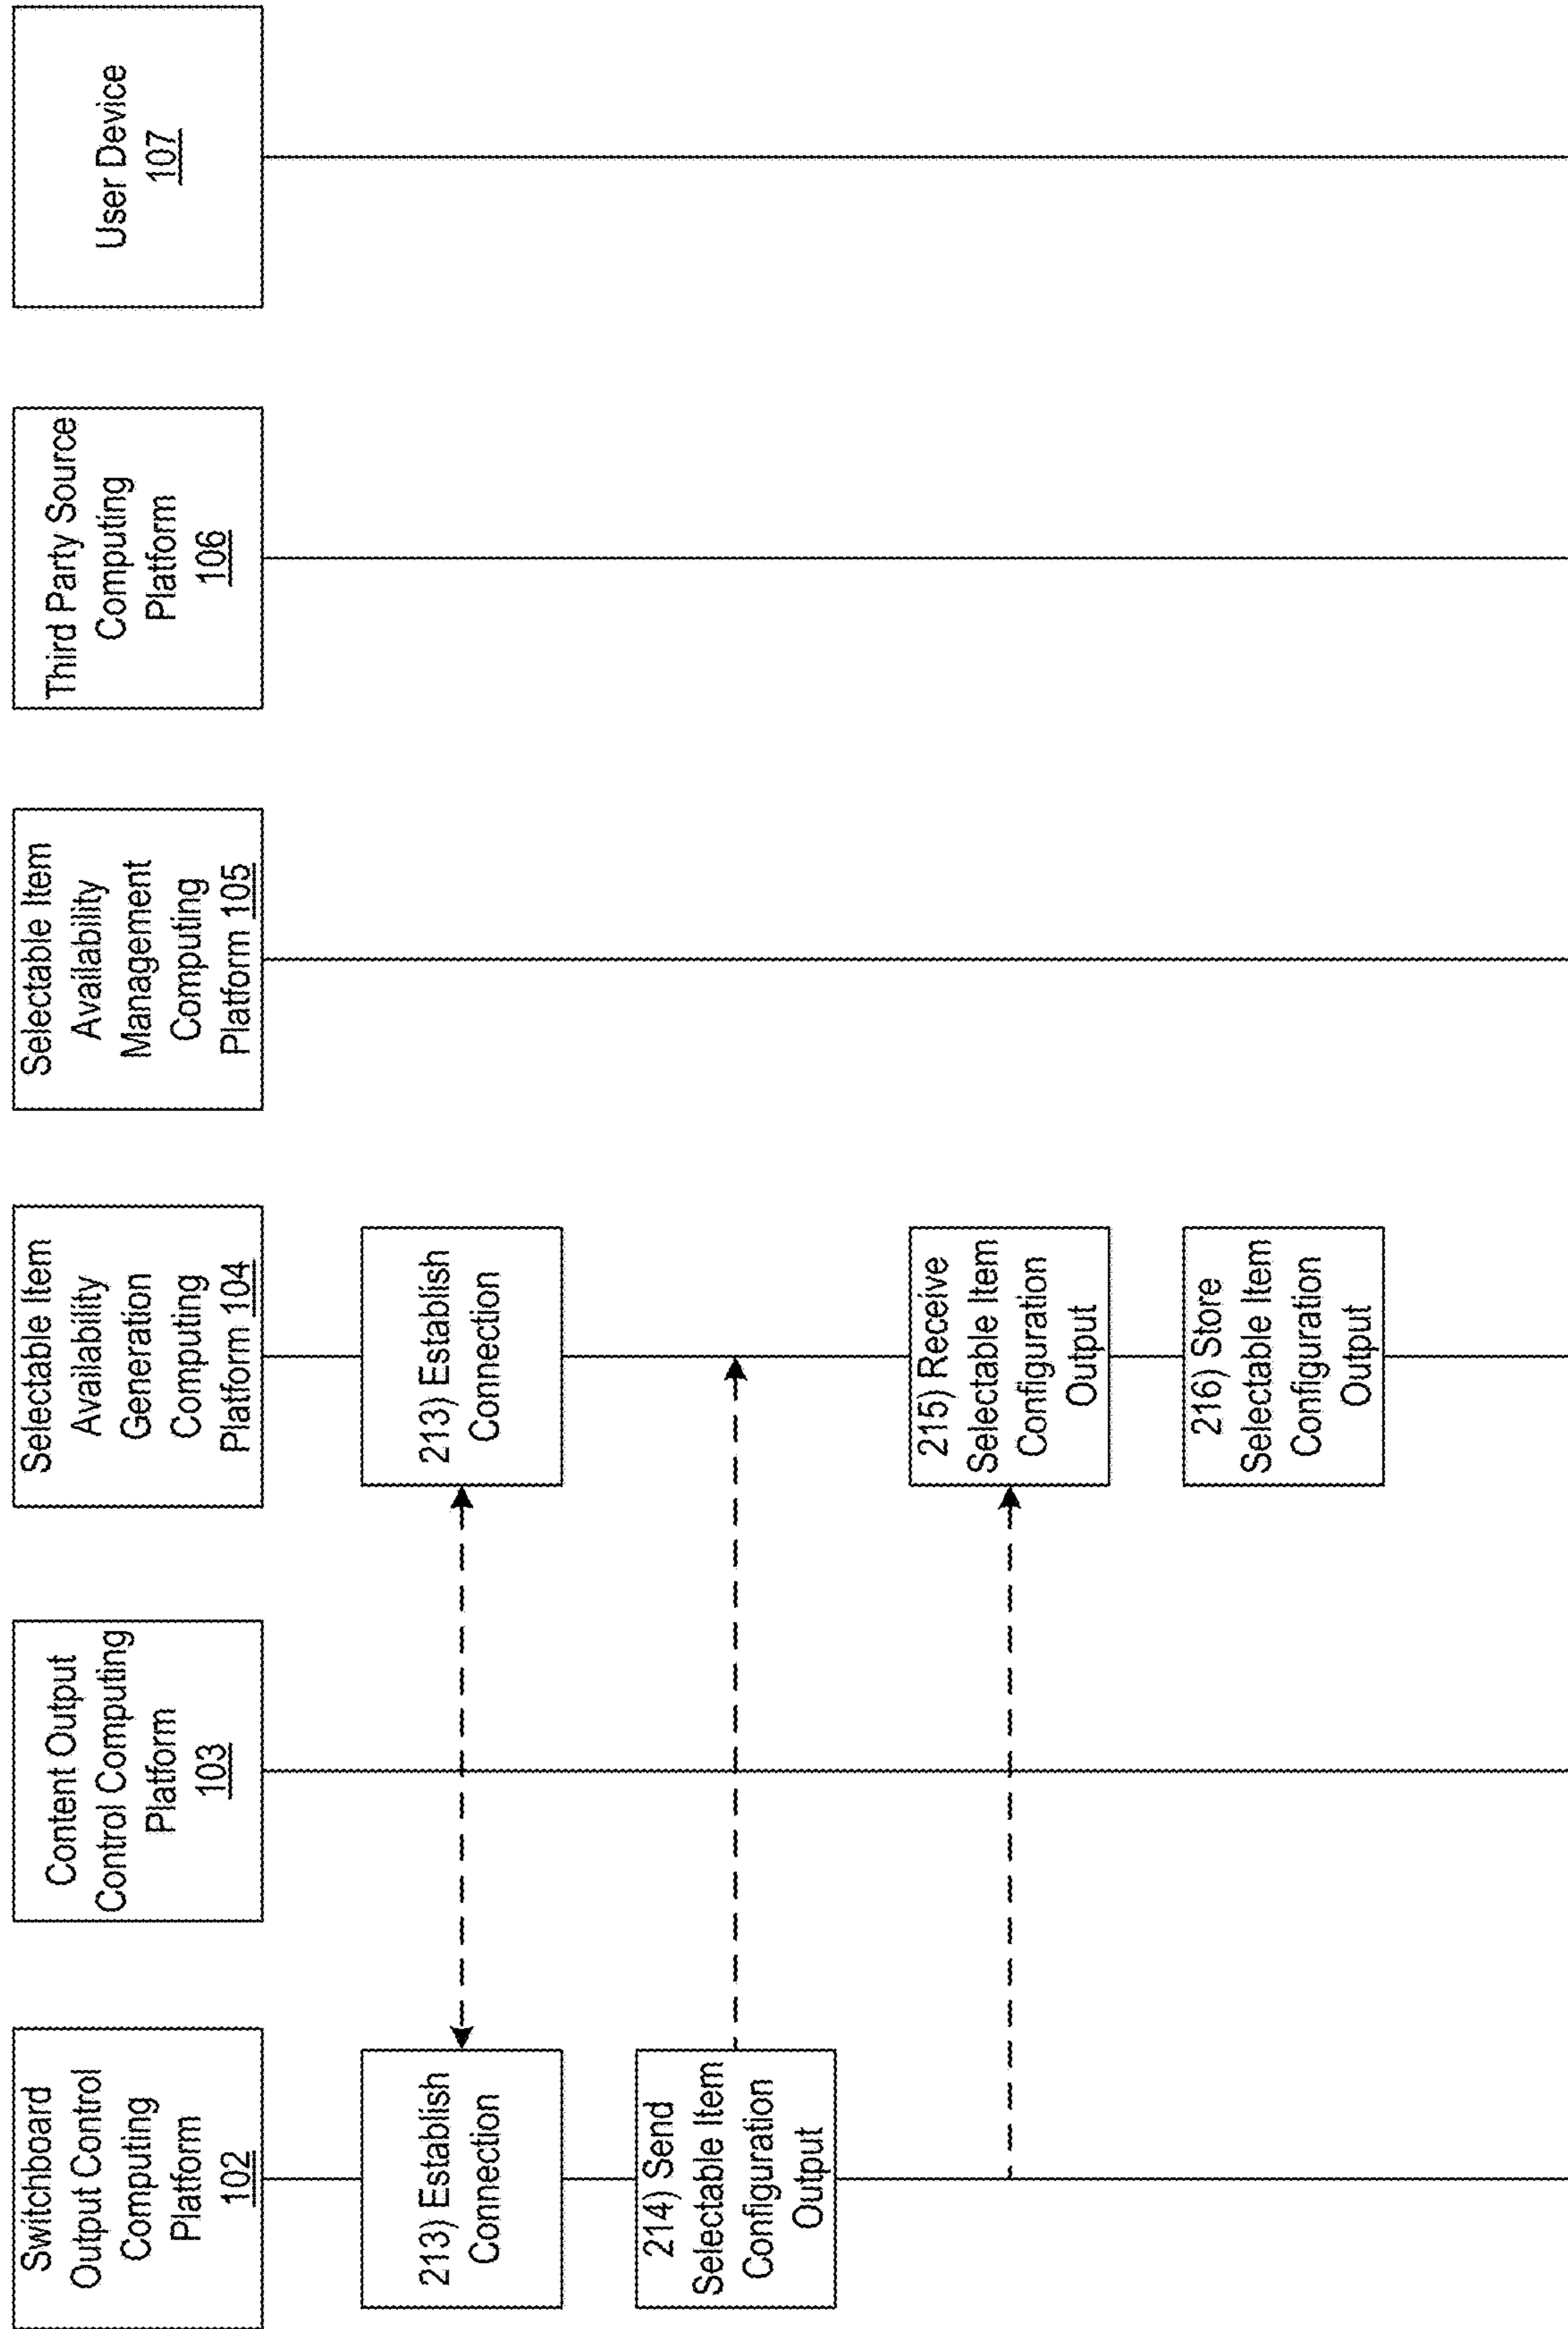 Switchboard
Output Control
Computing
Platform
102
Content Output
Control Computing
Platform
103
Selectable Item
Availability
Generation
Computing
Platform 104
Selectable Item
Availability
Management
Computing
Platform 105
Third Party Source
Computing
Platform
106
User Device
107
213) Establish
Connection
213) Establish
Connection
214) Send
Selectable Item
Configuration
Output
215) Receive
Selectable Item
Configuration
Output
216) Store
Selectable Item
Configuration
Output